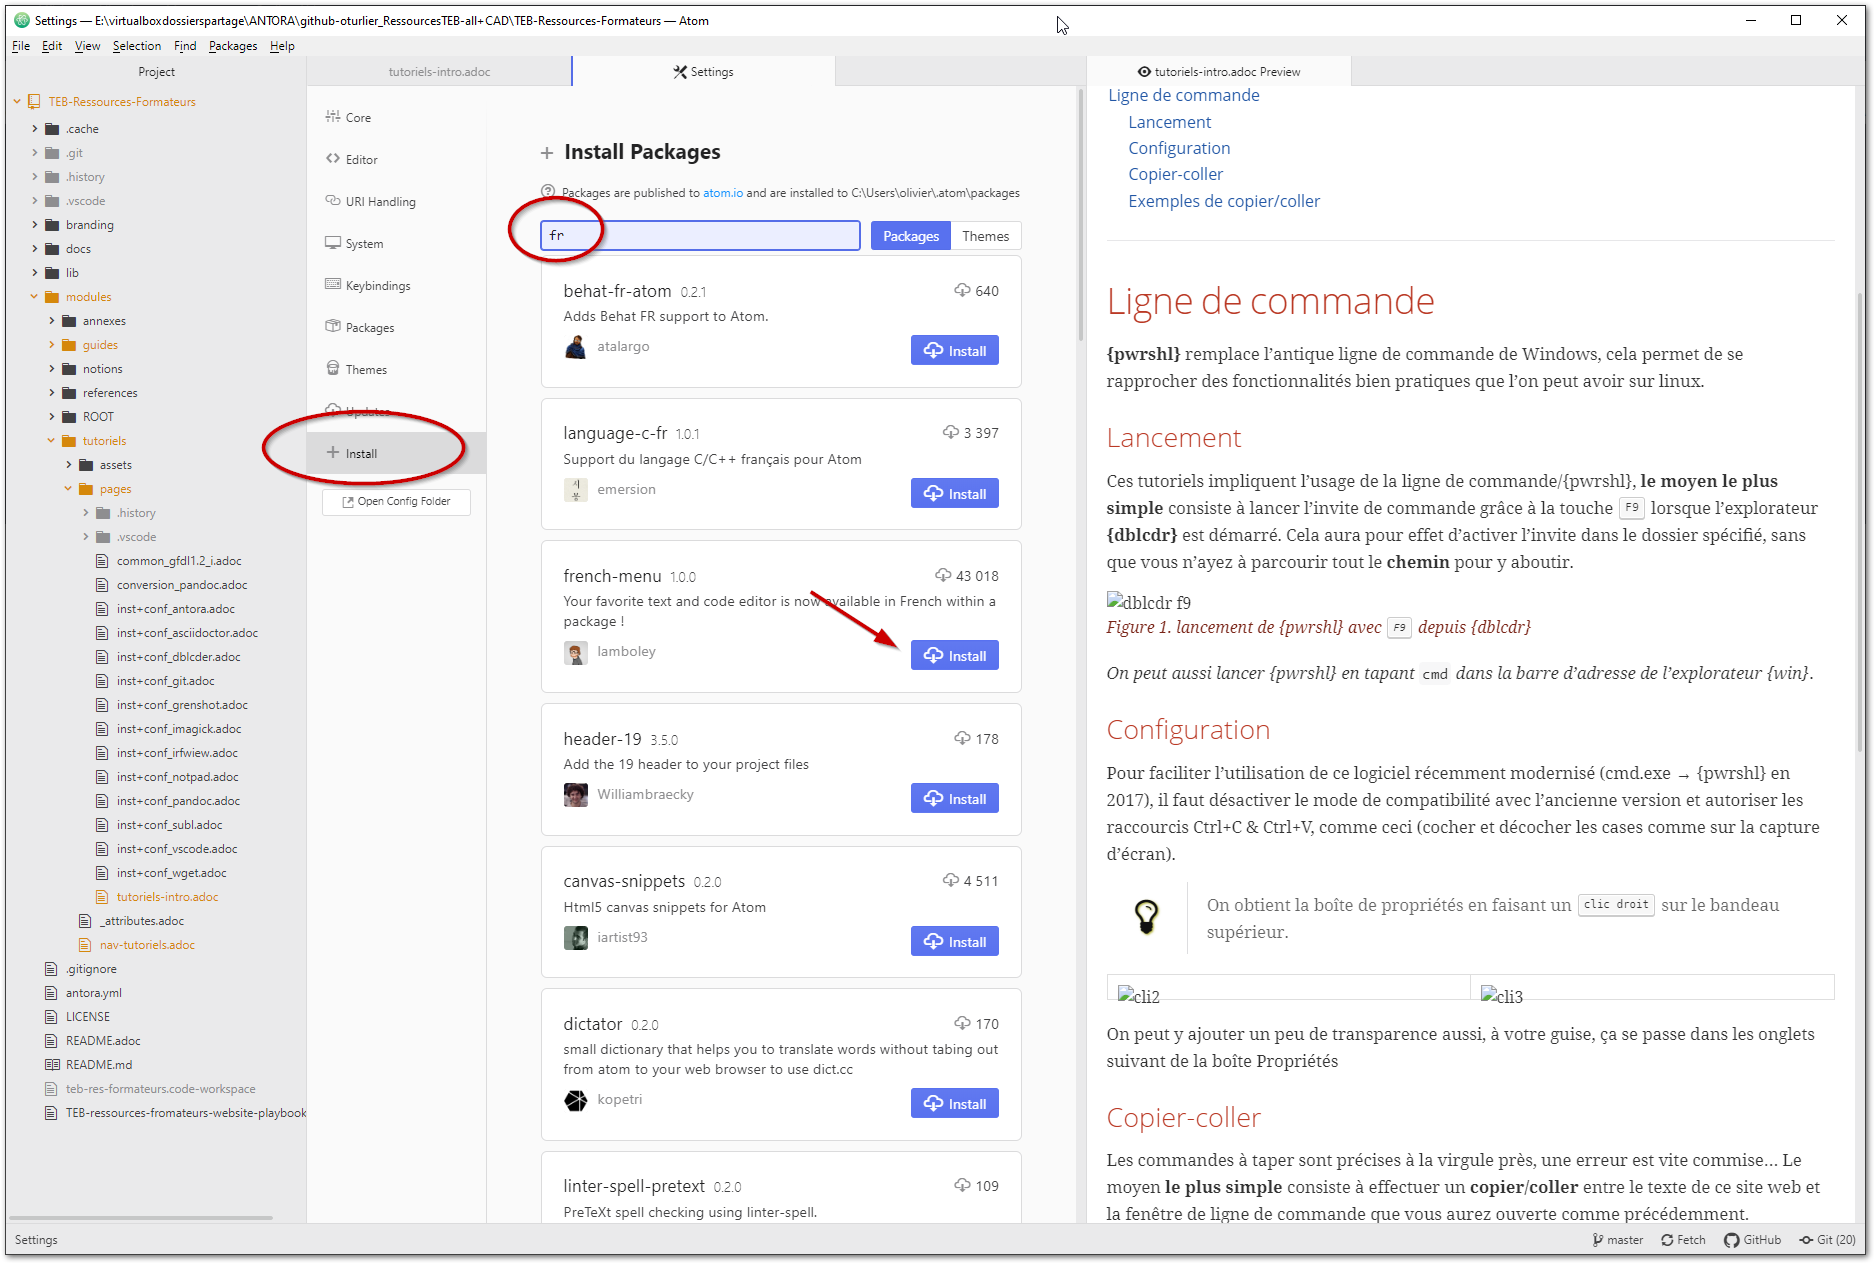 Settings — E:\virtualboxdossierspartage\ANTORA\github-oturlier_RessourcesTEB-all+CAD\TEB-Ressources-Formateurs — Atom
File Edit View Selection Find Packages Help
Project
TEB-Ressources-Formateurs
.cache
.git
.history
.vscode
branding
docs
lib
modules
annexes
guides
notions
references
ROOT
tutoriels
assets
pages
.history
.vscode
common_gfdl1.2_i.adoc
conversion_pandoc.adoc
inst+conf_antora.adoc
inst+conf_asciidoctor.adoc
inst+conf_dblcder.adoc
inst+conf_git.adoc
inst+conf_grenshot.adoc
inst+conf_imagick.adoc
inst+conf_irfwiew.adoc
inst+conf_notpad.adoc
inst+conf_pandoc.adoc
inst+conf_subl.adoc
inst+conf_vscode.adoc
inst+conf_wget.adoc
tutoriels-intro.adoc
_attributes.adoc
nav-tutoriels.adoc
.gitignore
antora.yml
LICENSE
README.adoc
README.md
teb-res-formateurs.code-workspace
TEB-ressources-fromateurs-website-playbook
tutoriels-intro.adoc
Settings
Core
Editor
URI Handling
System
Keybindings
Packages
Themes
Updates
Install
Open Config Folder
Install Packages
Packages are published to atom.io and are installed to C:\Users\olivier\.atom\packages
fr
Packages Themes
behat-fr-atom 0.2.1 640
Adds Behat FR support to Atom.
atalargo Install
language-c-fr 1.0.1 3 397
Support du langage C/C++ français pour Atom
emersion Install
french-menu 1.0.0 43 018
Your favorite text and code editor is now available in French within a
package !
lamboley Install
header-19 3.5.0 178
Add the 19 header to your project files
Williambraecky Install
canvas-snippets 0.2.0 4 511
Html5 canvas snippets for Atom
iartist93 Install
dictator 0.2.0 170
small dictionary that helps you to translate words without tabing out
from atom to your web browser to use dict.cc
kopetri Install
linter-spell-pretext 0.2.0 109
PreTeXt spell checking using linter-spell.
tutoriels-intro.adoc Preview
Ligne de commande
Lancement
Configuration
Copier-coller
Exemples de copier/coller
Ligne de commande
{pwrshl} remplace l’antique ligne de commande de Windows, cela permet de se
rapprocher des fonctionnalités bien pratiques que l’on peut avoir sur linux.
Lancement
Ces tutoriels impliquent l’usage de la ligne de commande/{pwrshl}, le moyen le plus
simple consiste à lancer l’invite de commande grâce à la touche F9 lorsque l’explorateur
{dblcdr} est démarré. Cela aura pour effet d’activer l’invite dans le dossier spécifié, sans
que vous n’ayez à parcourir tout le chemin pour y aboutir.
dblcdr f9
Figure 1. lancement de {pwrshl} avec F9 depuis {dblcdr}
On peut aussi lancer {pwrshl} en tapant cmd dans la barre d’adresse de l’explorateur {win}.
Configuration
Pour faciliter l’utilisation de ce logiciel récemment modernisé (cmd.exe → {pwrshl} en
2017), il faut désactiver le mode de compatibilité avec l’ancienne version et autoriser les
raccourcis Ctrl+C & Ctrl+V, comme ceci (cocher et décocher les cases comme sur la capture
d’écran).
On obtient la boîte de propriétés en faisant un clic droit sur le bandeau
supérieur.
cli2 cli3
On peut y ajouter un peu de transparence aussi, à votre guise, ça se passe dans les onglets
suivant de la boîte Propriétés
Copier-coller
Les commandes à taper sont précises à la virgule près, une erreur est vite commise… Le
moyen le plus simple consiste à effectuer un copier/coller entre le texte de ce site web et
la fenêtre de ligne de commande que vous aurez ouverte comme précédemment.
Settings
master Fetch GitHub Git (20)